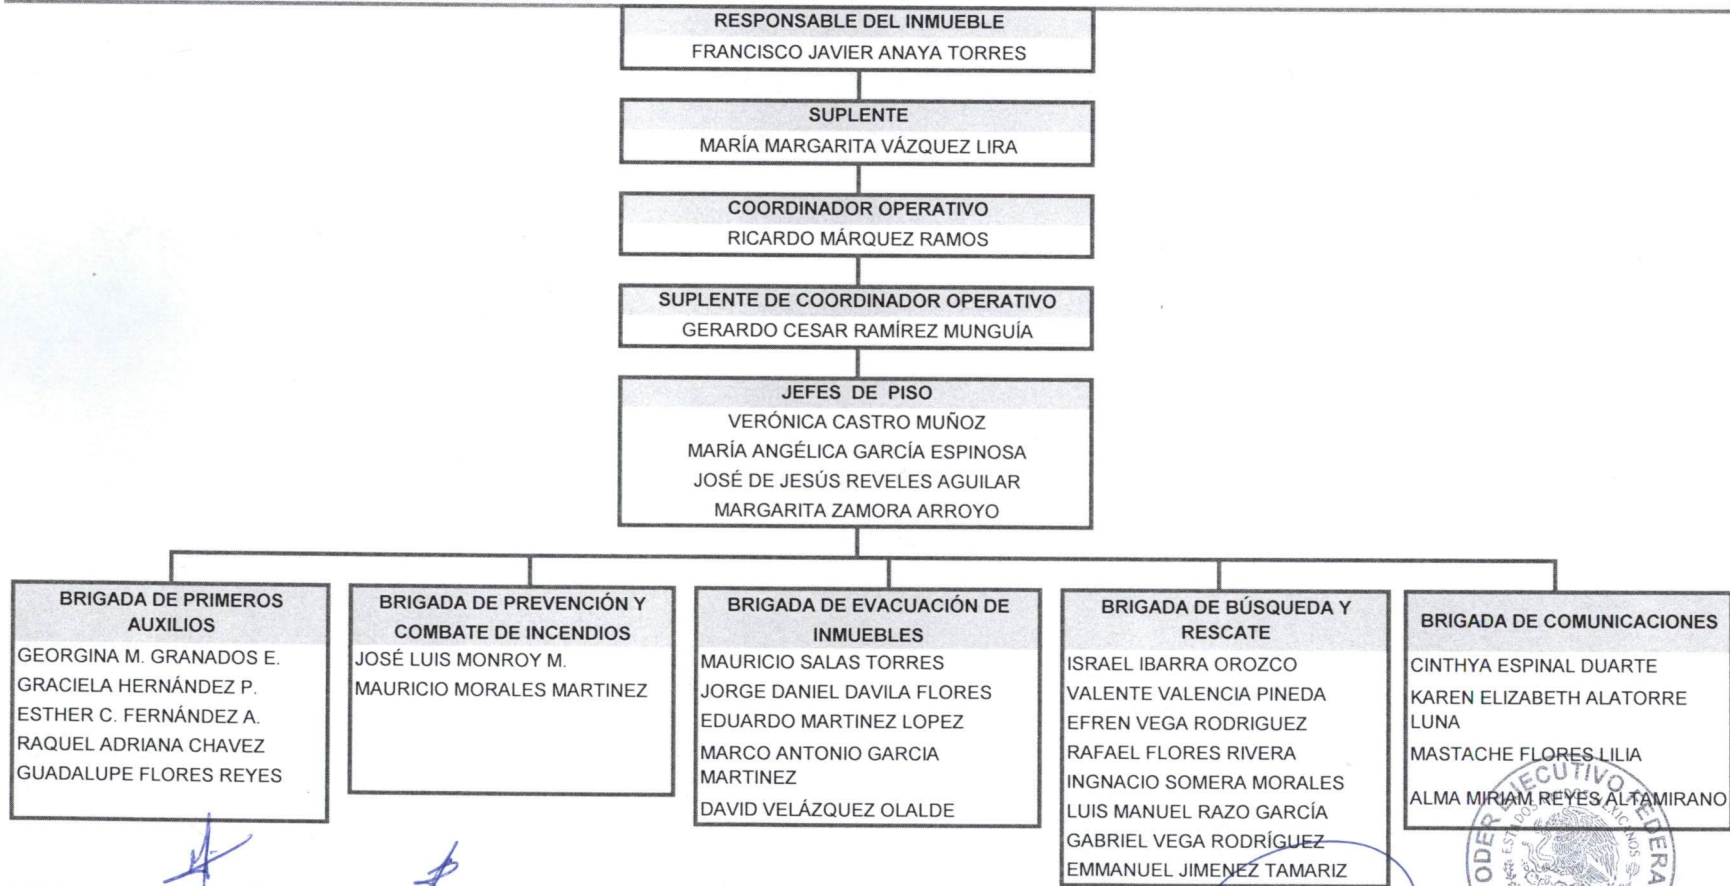 RESPONSABLE DEL INMUEBLE
FRANCISCO JAVIER ANAYA TORRES
SUPLENTE
MARÍA MARGARITA VÁZQUEZ LIRA
COORDINADOR OPERATIVO
RICARDO MÁRQUEZ RAMOS
SUPLENTE DE COORDINADOR OPERATIVO
GERARDO CESAR RAMÍREZ MUNGUÍA
JEFES DE PISO
VERÓNICA CASTRO MUÑOZ
MARÍA ANGÉLICA GARCÍA ESPINOSA
JOSÉ DE JESÚS REVELES AGUILAR
MARGARITA ZAMORA ARROYO
BRIGADA DE PRIMEROS
AUXILIOS
GEORGINA M. GRANADOS E.
GRACIELA HERNÁNDEZ P.
ESTHER C. FERNÁNDEZ A.
RAQUEL ADRIANA CHAVEZ
GUADALUPE FLORES REYES
BRIGADA DE PREVENCIÓN Y
COMBATE DE INCENDIOS
JOSÉ LUIS MONROY M.
MAURICIO MORALES MARTINEZ
BRIGADA DE EVACUACIÓN DE
INMUEBLES
MAURICIO SALAS TORRES
JORGE DANIEL DAVILA FLORES
EDUARDO MARTINEZ LOPEZ
MARCO ANTONIO GARCIA
MARTINEZ
DAVID VELÁZQUEZ OLALDE
BRIGADA DE BÚSQUEDA Y
RESCATE
ISRAEL IBARRA OROZCO
VALENTE VALENCIA PINEDA
EFREN VEGA RODRIGUEZ
RAFAEL FLORES RIVERA
INGNACIO SOMERA MORALES
LUIS MANUEL RAZO GARCÍA
GABRIEL VEGA RODRÍGUEZ
EMMANUEL JIMENEZ TAMARIZ
BRIGADA DE COMUNICACIONES
CINTHYA ESPINAL DUARTE
KAREN ELIZABETH ALATORRE
LUNA
MASTACHE FLORES LILIA
ALMA MIRIAM REYES ALTAMIRANO
ODER EJECUTIVO FEDERA
ESTADOS UNIDOS MEXICANOS